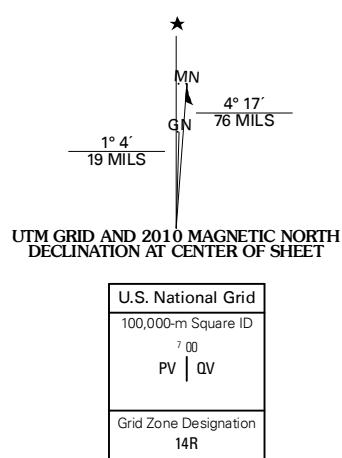 ★
MN
4° 17´
76 MILS
GN
1° 4´
19 MILS
UTM GRID AND 2010 MAGNETIC NORTH
DECLINATION AT CENTER OF SHEET
U.S. National Grid
100,000-m Square ID
7 00
PV | QV
Grid Zone Designation
14R